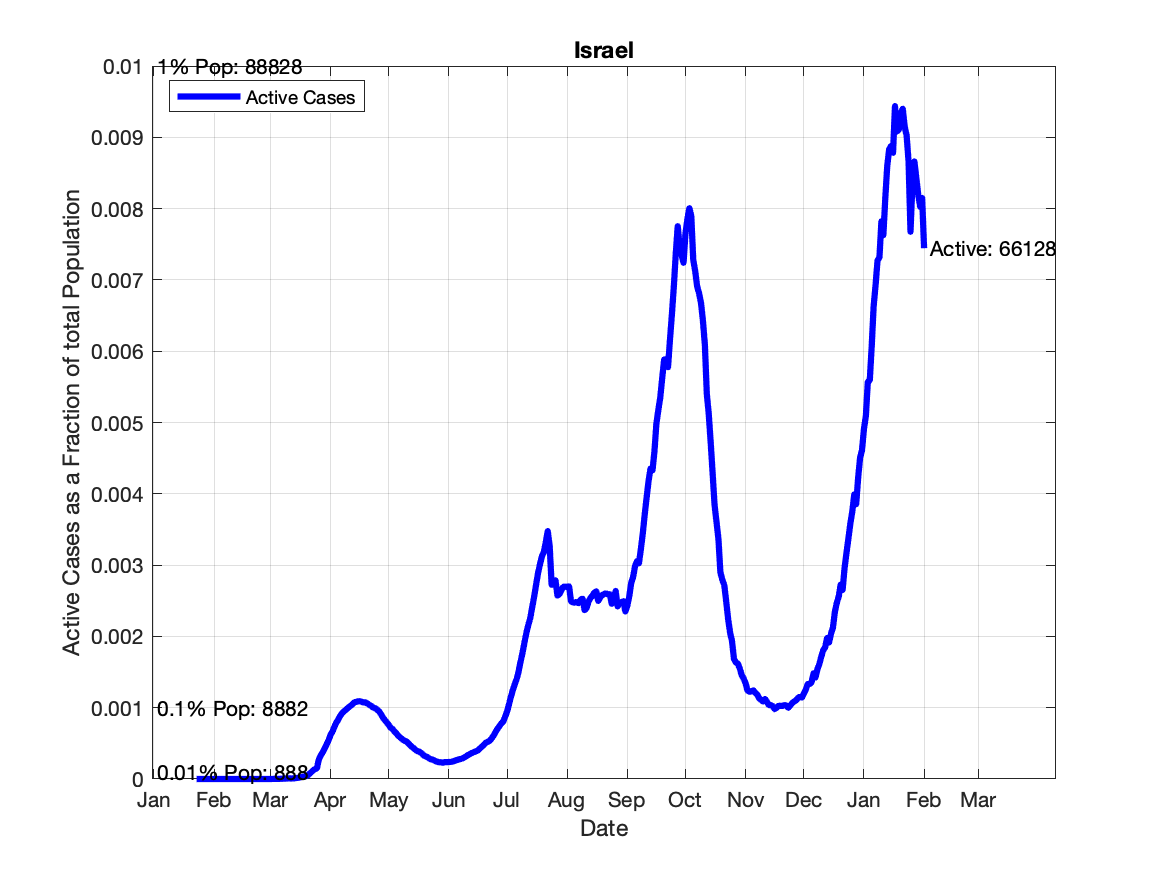 Israel
0.01
1% Pop: 88828
Active Cases
0.009
0.008
Active: 66128
0.007
0.006
0.005
0.004
0.003
0.002
0.001
0.1% Pop: 8882
0.01% Pop: 888
0
Active Cases as a Fraction of total Population
Jan Feb Mar Apr May Jun Jul Aug Sep Oct Nov Dec Jan Feb Mar
Date